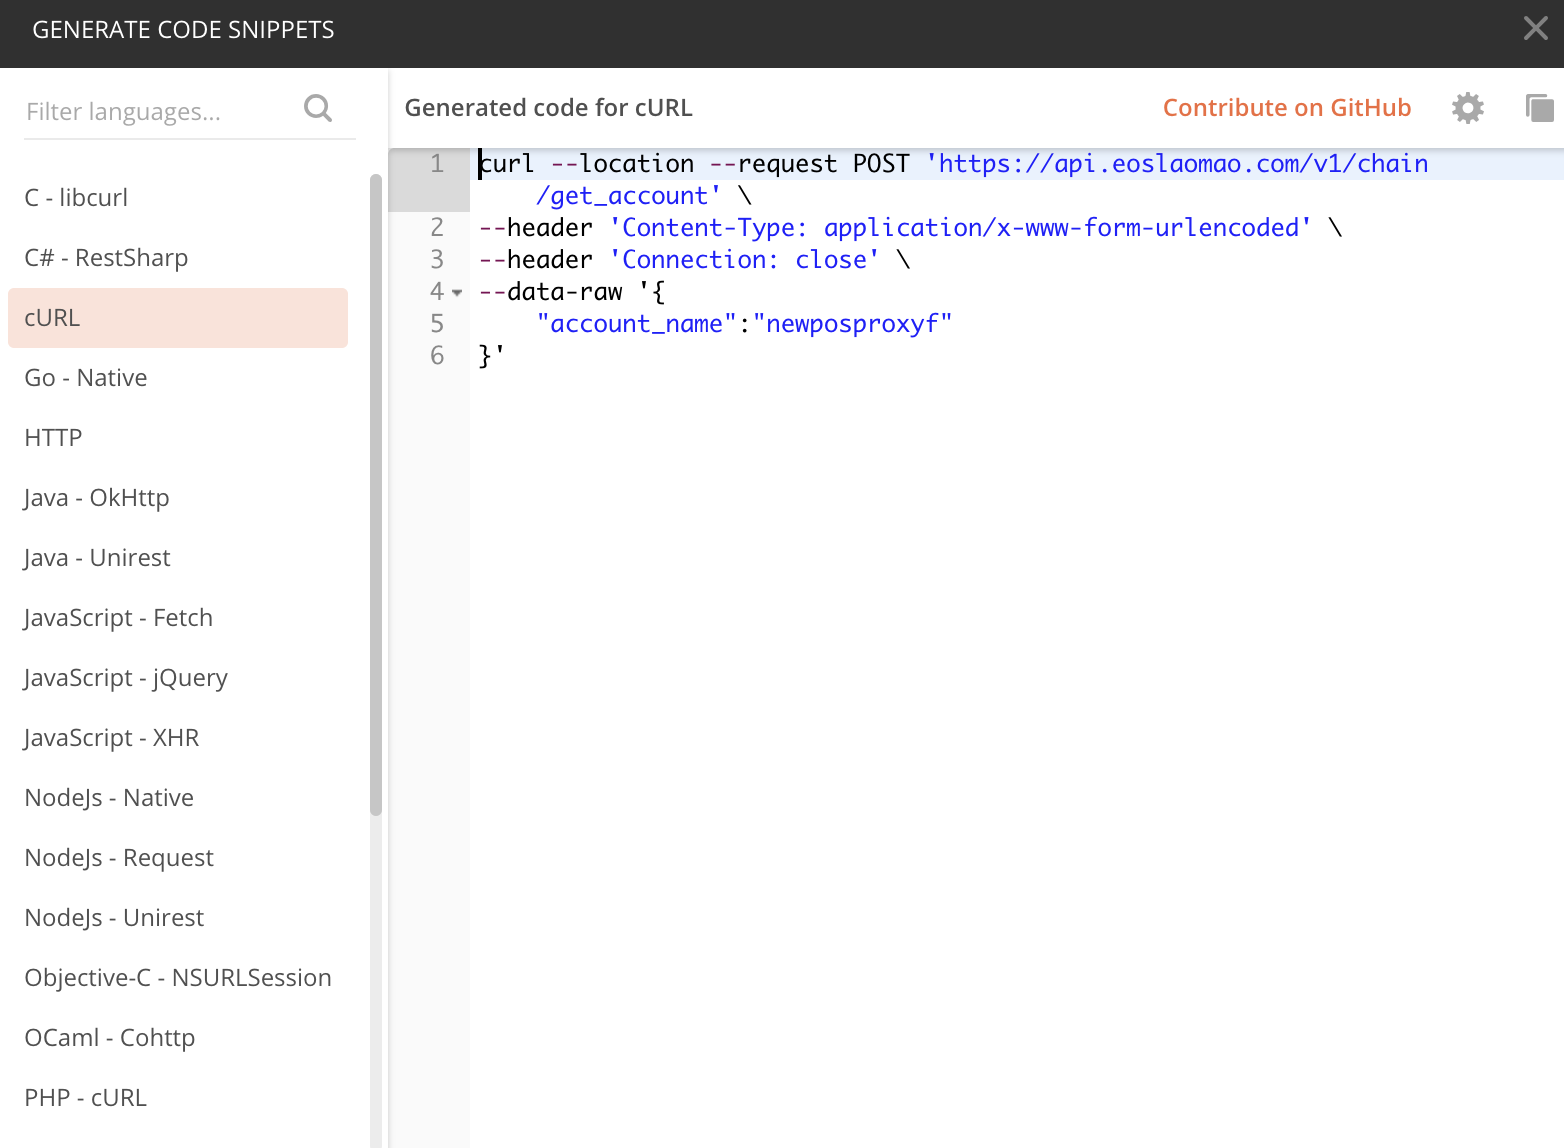 GENERATE CODE SNIPPETS
Filter languages...
C - libcurl
C# - RestSharp
cURL
Go - Native
HTTP
Java - OkHttp
Java - Unirest
JavaScript - Fetch
JavaScript - jQuery
JavaScript - XHR
NodeJs - Native
NodeJs - Request
NodeJs - Unirest
Objective-C - NSURLSession
OCaml - Cohttp
PHP - cURL
Generated code for cURL
Contribute on GitHub
1 curl --location --request POST 'https://api.eoslaomao.com/v1/chain
/get_account' \
2 --header 'Content-Type: application/x-www-form-urlencoded' \
3 --header 'Connection: close' \
4 --data-raw '{
5 "account_name":"newposproxyf"
6 }'